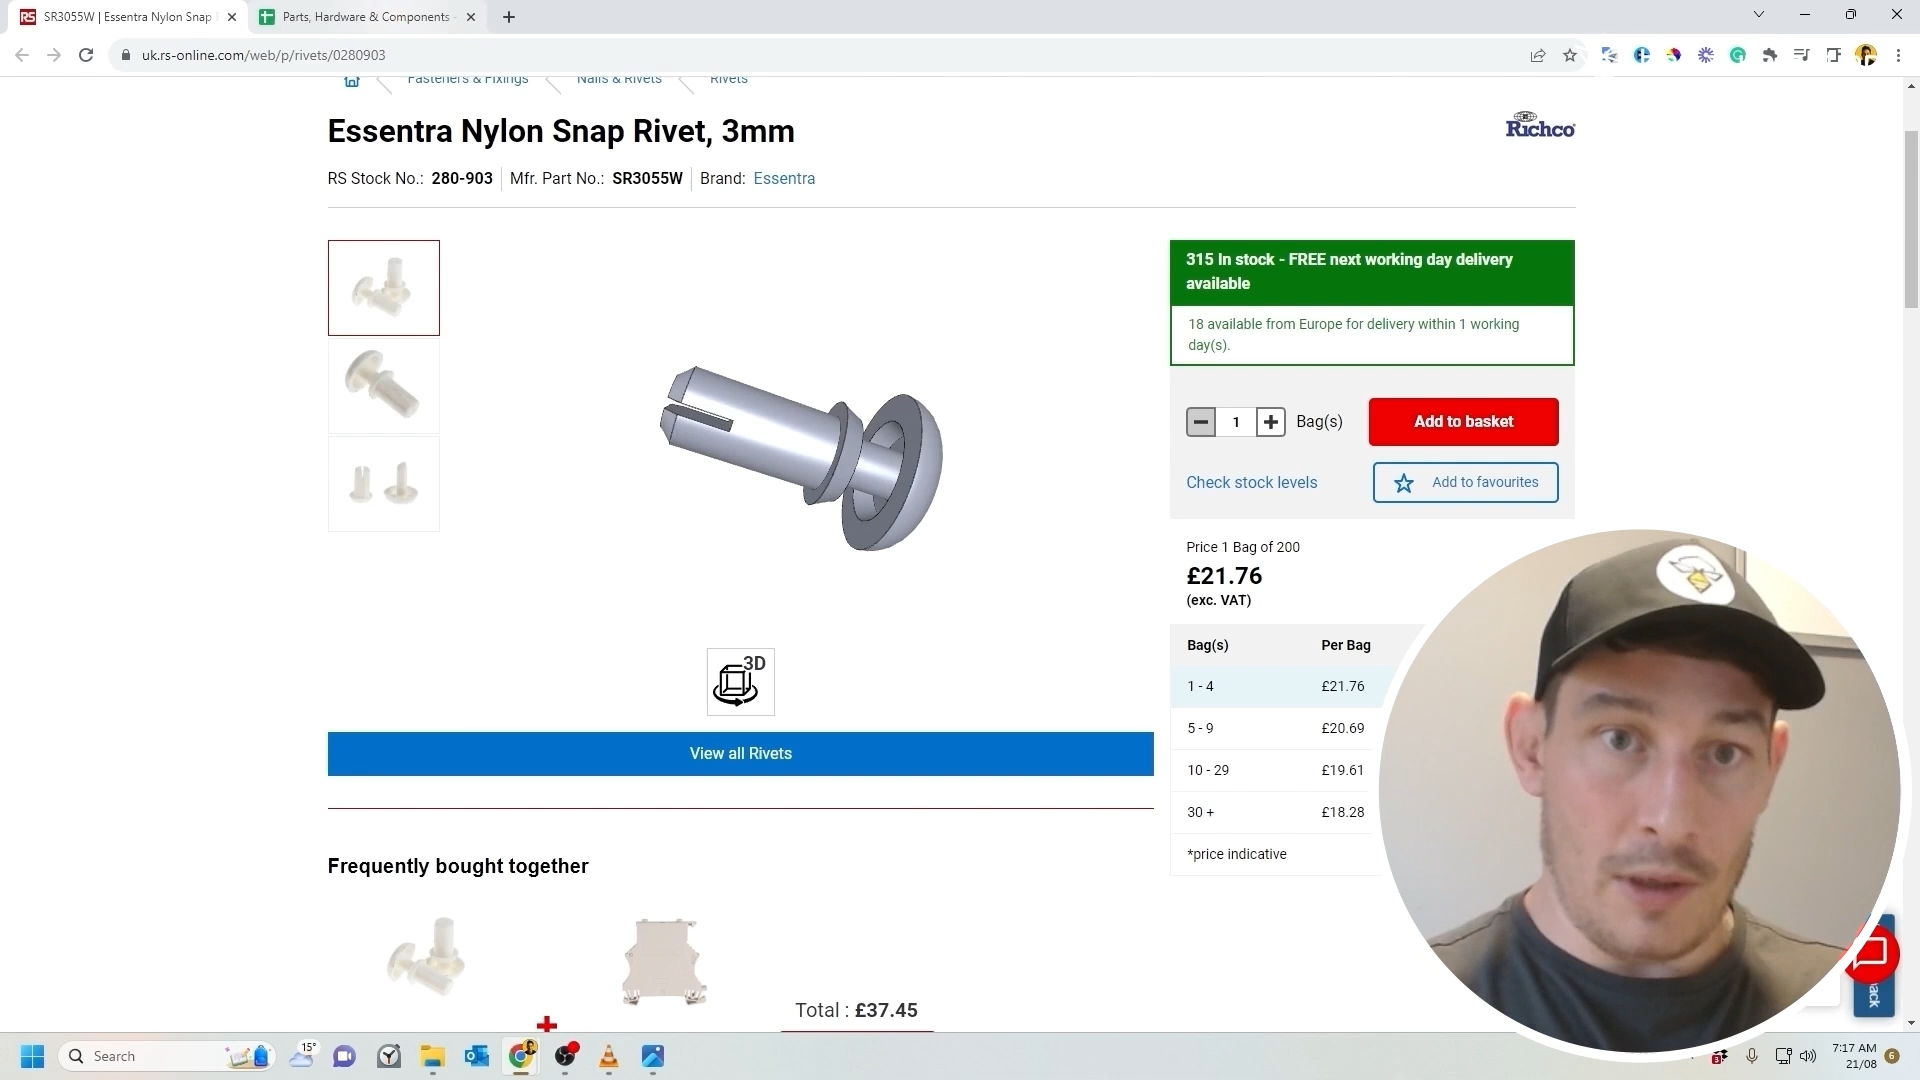 SR3055W | Essentra Nylon Snap
Parts, Hardware & Components
uk.rs-online.com/web/p/rivets/0280903
Fasteners & Fixings
Nails & Rivets
Rivets
Essentra Nylon Snap Rivet, 3mm
Richco
RS Stock No.: 280-903
Mfr. Part No.: SR3055W
Brand: Essentra
315 In stock - FREE next working day delivery
available
18 available from Europe for delivery within 1 working
day(s).
1
Bag(s)
Add to basket
Check stock levels
Add to favourites
Price 1 Bag of 200
£21.76
(exc. VAT)
Bag(s) Per Bag
1 - 4 £21.76
5 - 9 £20.69
10 - 29 £19.61
30 + £18.28
*price indicative
3D
View all Rivets
Frequently bought together
Total : £37.45
15°
Search
7:17 AM
21/08
6